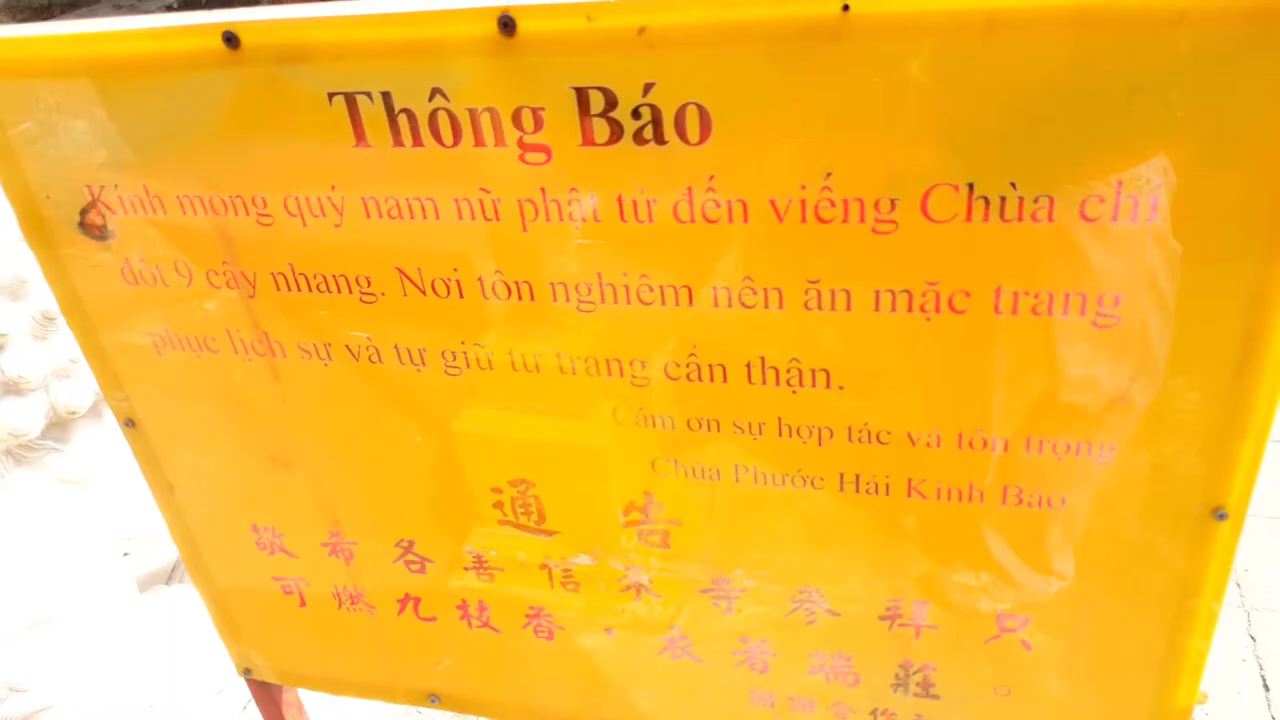 Thông Báo
Kính mong quý nam nữ phật tử đến viếng Chùa chỉ
đốt 9 cây nhang. Nơi tôn nghiêm nên ăn mặc trang
phục lịch sự và tự giữ tư trang cẩn thận.
Cám ơn sự hợp tác và tôn trọng
Chùa Phước Hải Kính Báo
通告
敬希各善信來寺參拜只
可燃九枝香，衣著端莊。